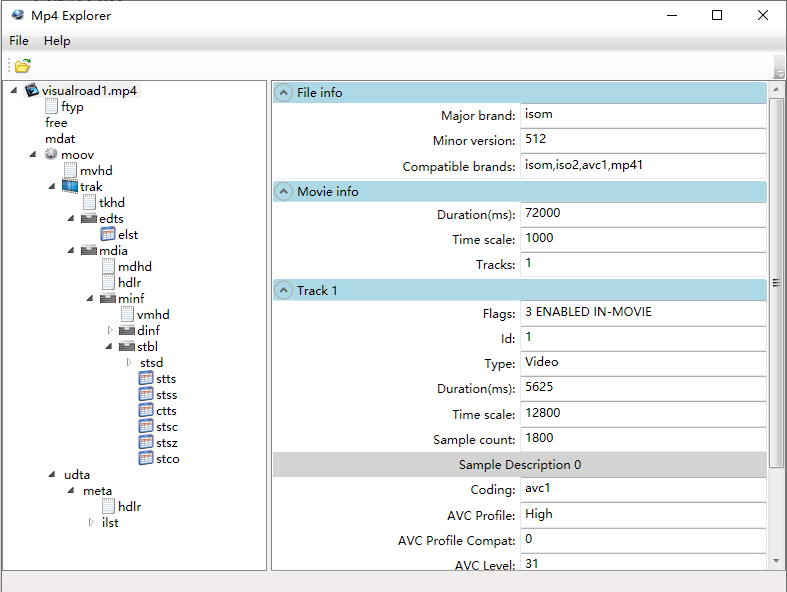 Mp4 Explorer
File Help
visualroad1.mp4
ftyp
free
mdat
moov
mvhd
trak
tkhd
edts
elst
mdia
mdhd
hdlr
minf
vmhd
dinf
stbl
stsd
stts
stss
ctts
stsc
stsz
stco
udta
meta
hdlr
ilst
File info
Major brand: isom
Minor version: 512
Compatible brands: isom,iso2,avc1,mp41
Movie info
Duration(ms): 72000
Time scale: 1000
Tracks: 1
Track 1
Flags: 3 ENABLED IN-MOVIE
Id: 1
Type: Video
Duration(ms): 5625
Time scale: 12800
Sample count: 1800
Sample Description 0
Coding: avc1
AVC Profile: High
AVC Profile Compat: 0
AVC Level: 31